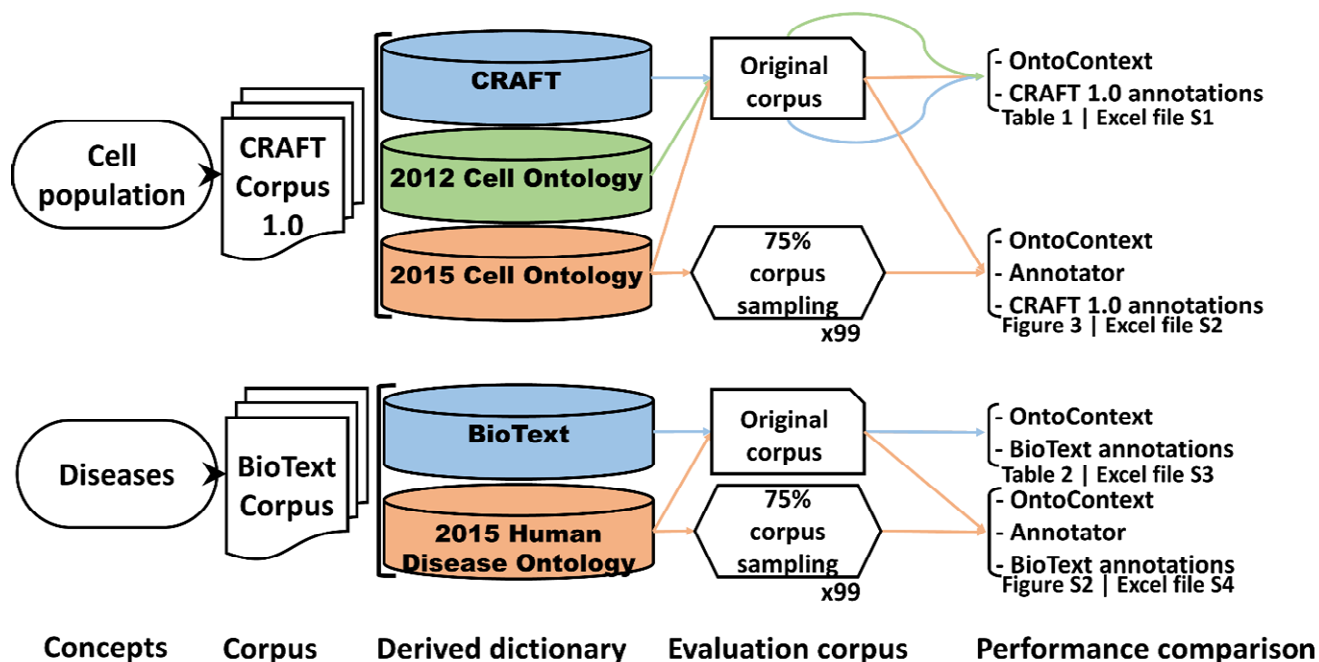 Cell
population
CRAFT
Corpus
1.0
CRAFT
2012 Cell Ontology
2015 Cell Ontology
Original
corpus
75%
corpus
sampling
x99
- OntoContext
- CRAFT 1.0 annotations
Table 1 | Excel file S1
- OntoContext
- Annotator
- CRAFT 1.0 annotations
Figure 3 | Excel file S2
Diseases
BioText
Corpus
BioText
2015 Human
Disease Ontology
Original
corpus
75%
corpus
sampling
x99
- OntoContext
- BioText annotations
Table 2 | Excel file S3
- OntoContext
- Annotator
- BioText annotations
Figure S2 | Excel file S4
Concepts
Corpus
Derived dictionary
Evaluation corpus
Performance comparison